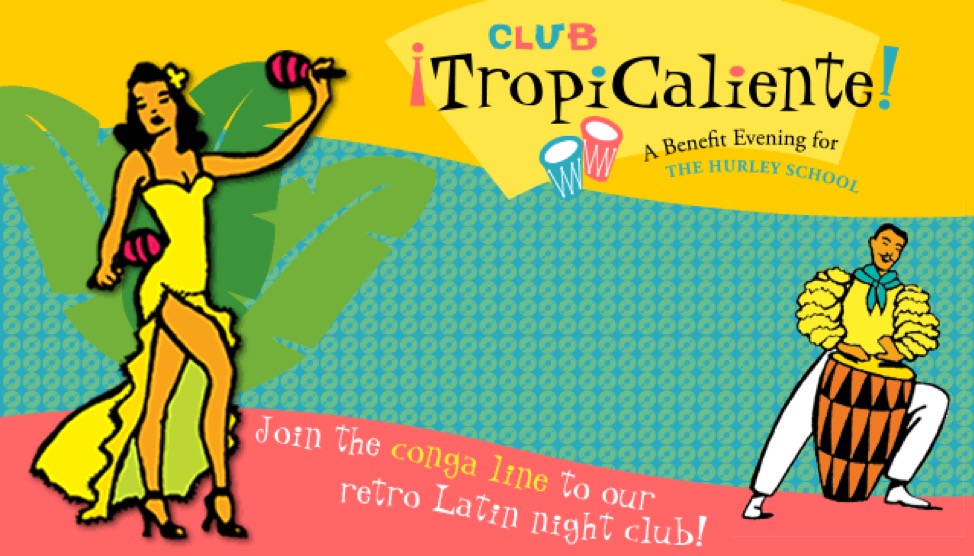 CLUB
¡TropiCaliente!
A Benefit Evening for
THE HURLEY SCHOOL
Join the conga line to our
retro Latin night club!